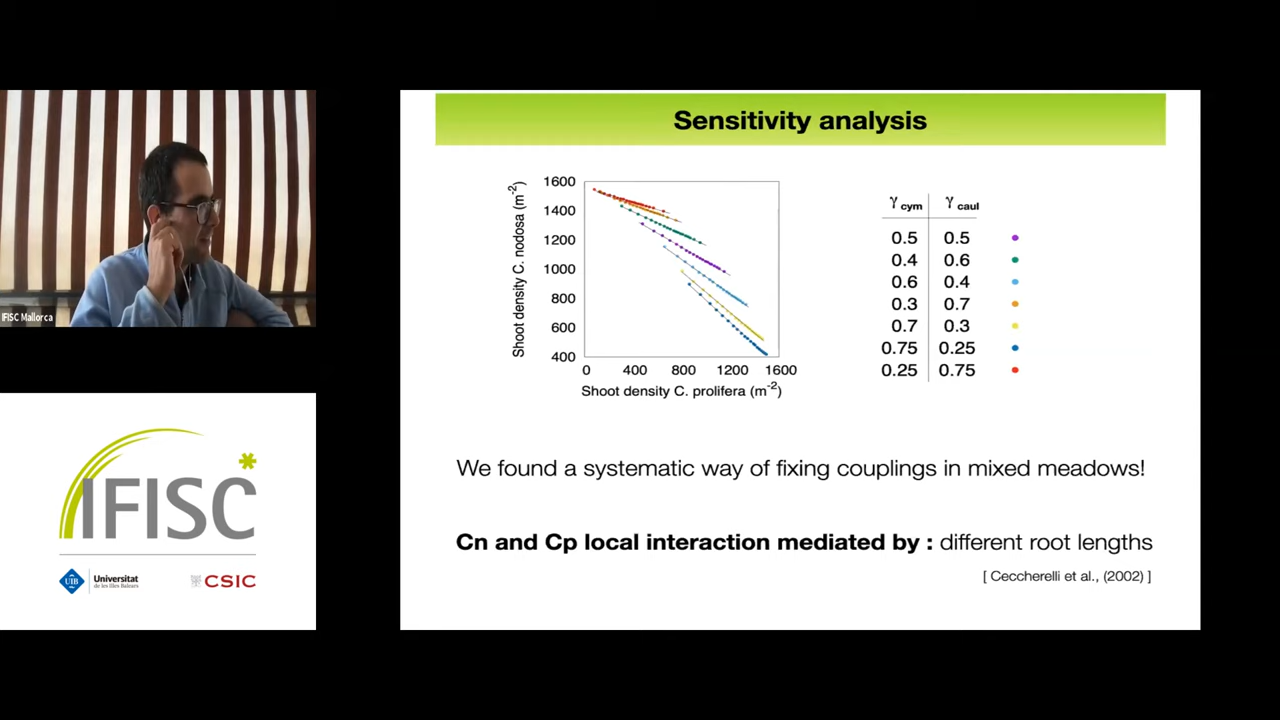 Sensitivity analysis
Shoot density C. nodosa (m-2)
1600
1400
1200
1000
800
600
400
0 400 800 1200 1600
Shoot density C. prolifera (m-2)
γ cym γ caul
0.5 0.5
0.4 0.6
0.6 0.4
0.3 0.7
0.7 0.3
0.75 0.25
0.25 0.75
We found a systematic way of fixing couplings in mixed meadows!
Cn and Cp local interaction mediated by : different root lengths
[ Ceccherelli et al., (2002) ]
IFISC Mallorca
IFISC
UIB Universitat
de les Illes Balears
CSIC